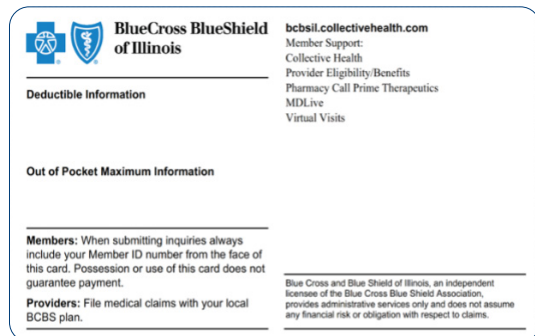 BlueCross BlueShield
of Illinois
Deductible Information
Out of Pocket Maximum Information
Members: When submitting inquiries always
include your Member ID number from the face of
this card. Possession or use of this card does not
guarantee payment.
Providers: File medical claims with your local
BCBS plan.
bcbsil.collectivehealth.com
Member Support:
Collective Health
Provider Eligibility/Benefits
Pharmacy Call Prime Therapeutics
MDLive
Virtual Visits
Blue Cross and Blue Shield of Illinois, an independent
licensee of the Blue Cross Blue Shield Association,
provides administrative services only and does not assume
any financial risk or obligation with respect to claims.